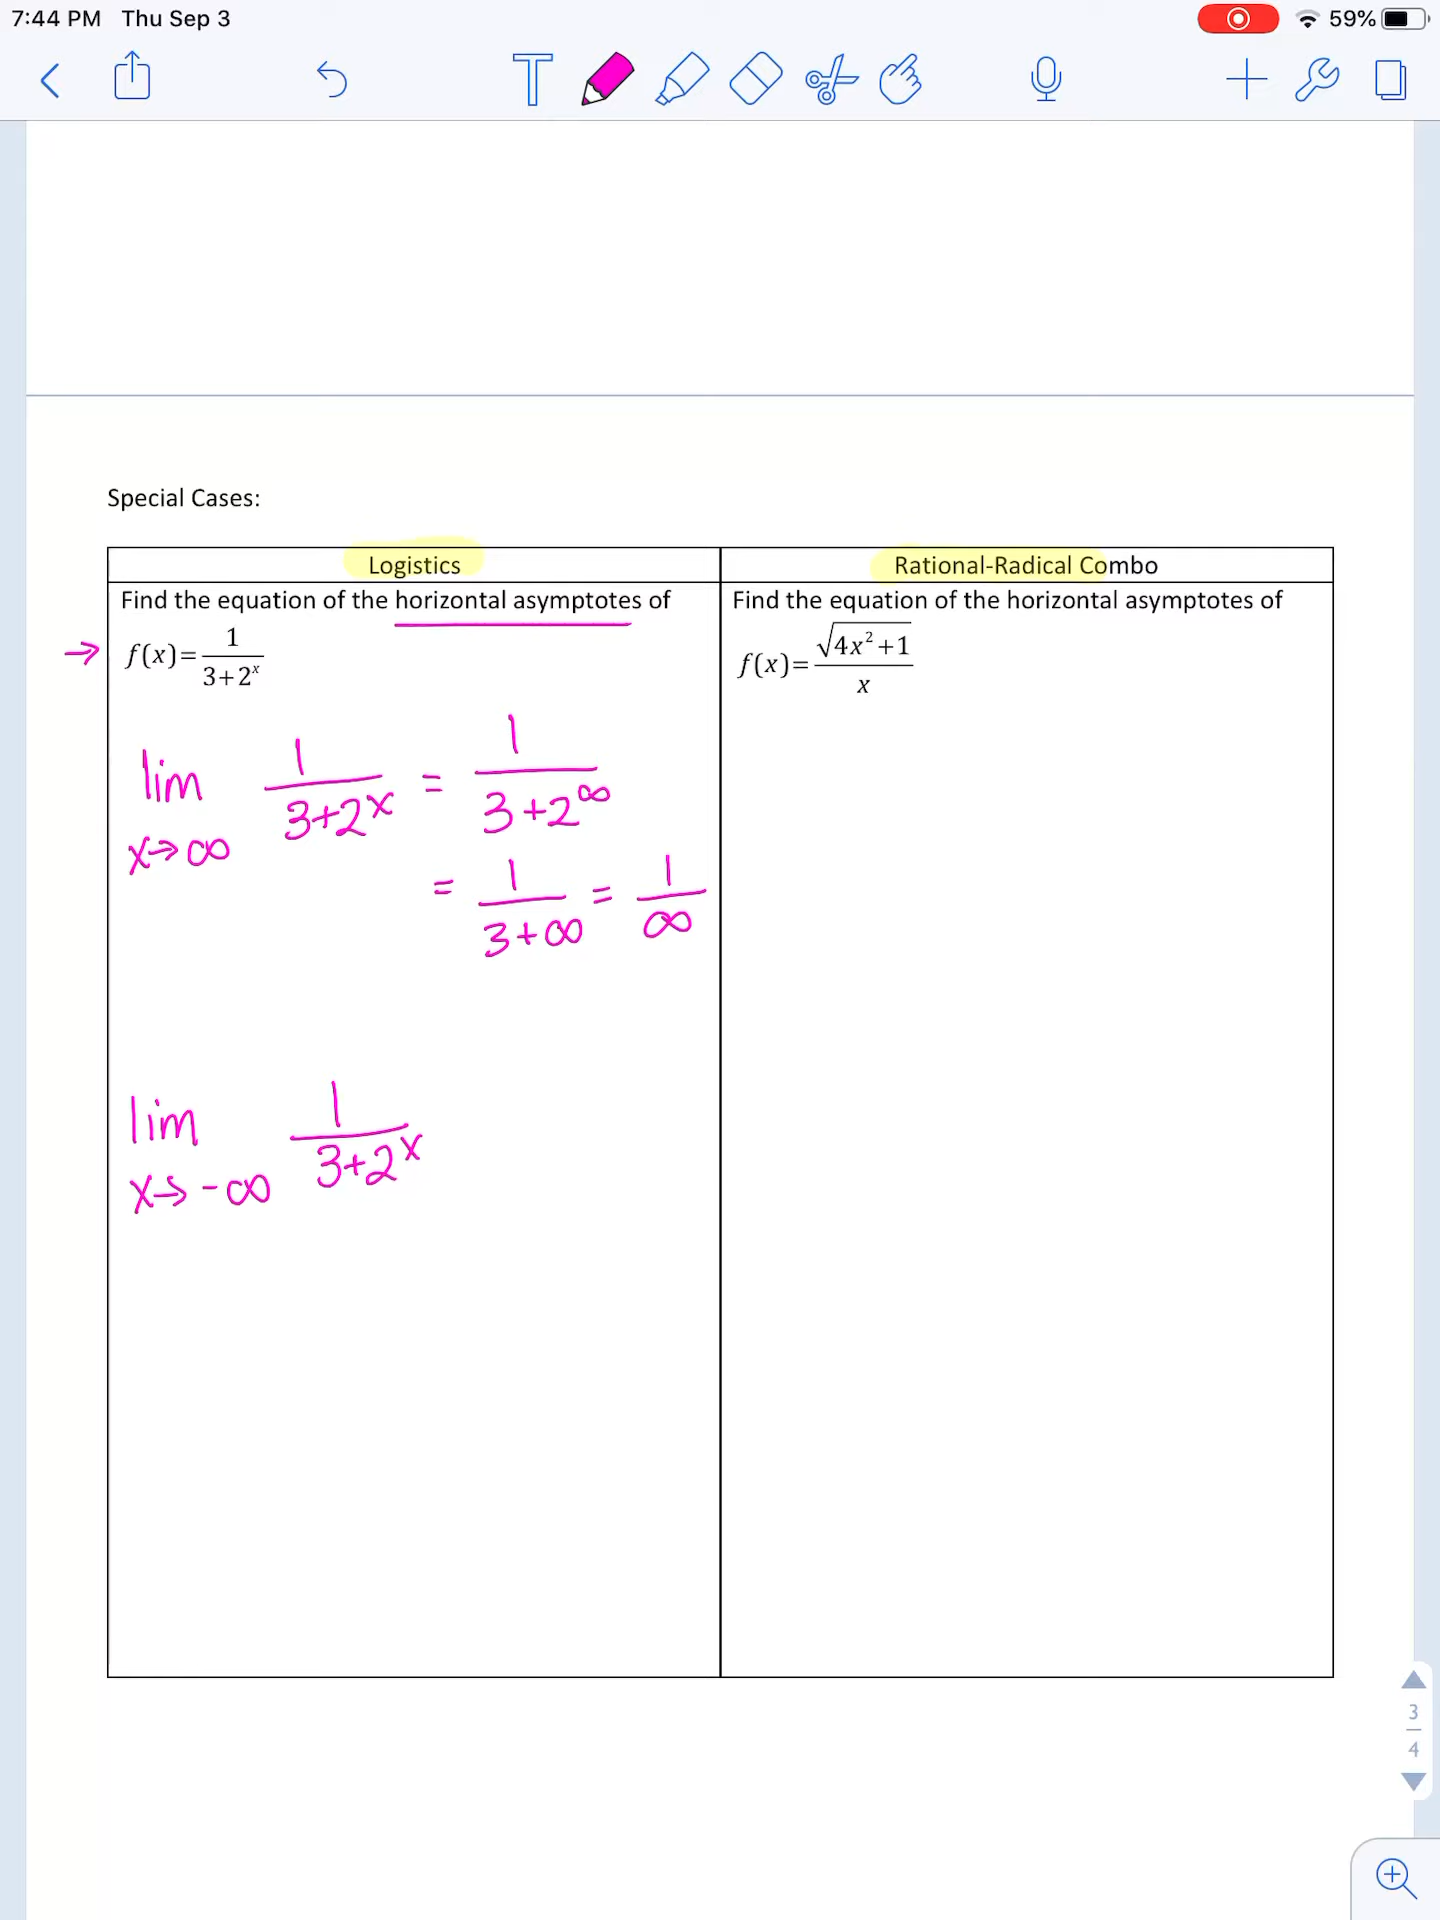 7:44 PM Thu Sep 3 59%
Special Cases:
Logistics
Find the equation of the horizontal asymptotes of
→ f(x)=1/(3+2^x)
lim x→∞ 1/(3+2^x) = 1/(3+2^∞)
= 1/(3+∞) = 1/∞
lim x→-∞ 1/(3+2^x)
Rational-Radical Combo
Find the equation of the horizontal asymptotes of
f(x)=√(4x²+1)/x
3
4